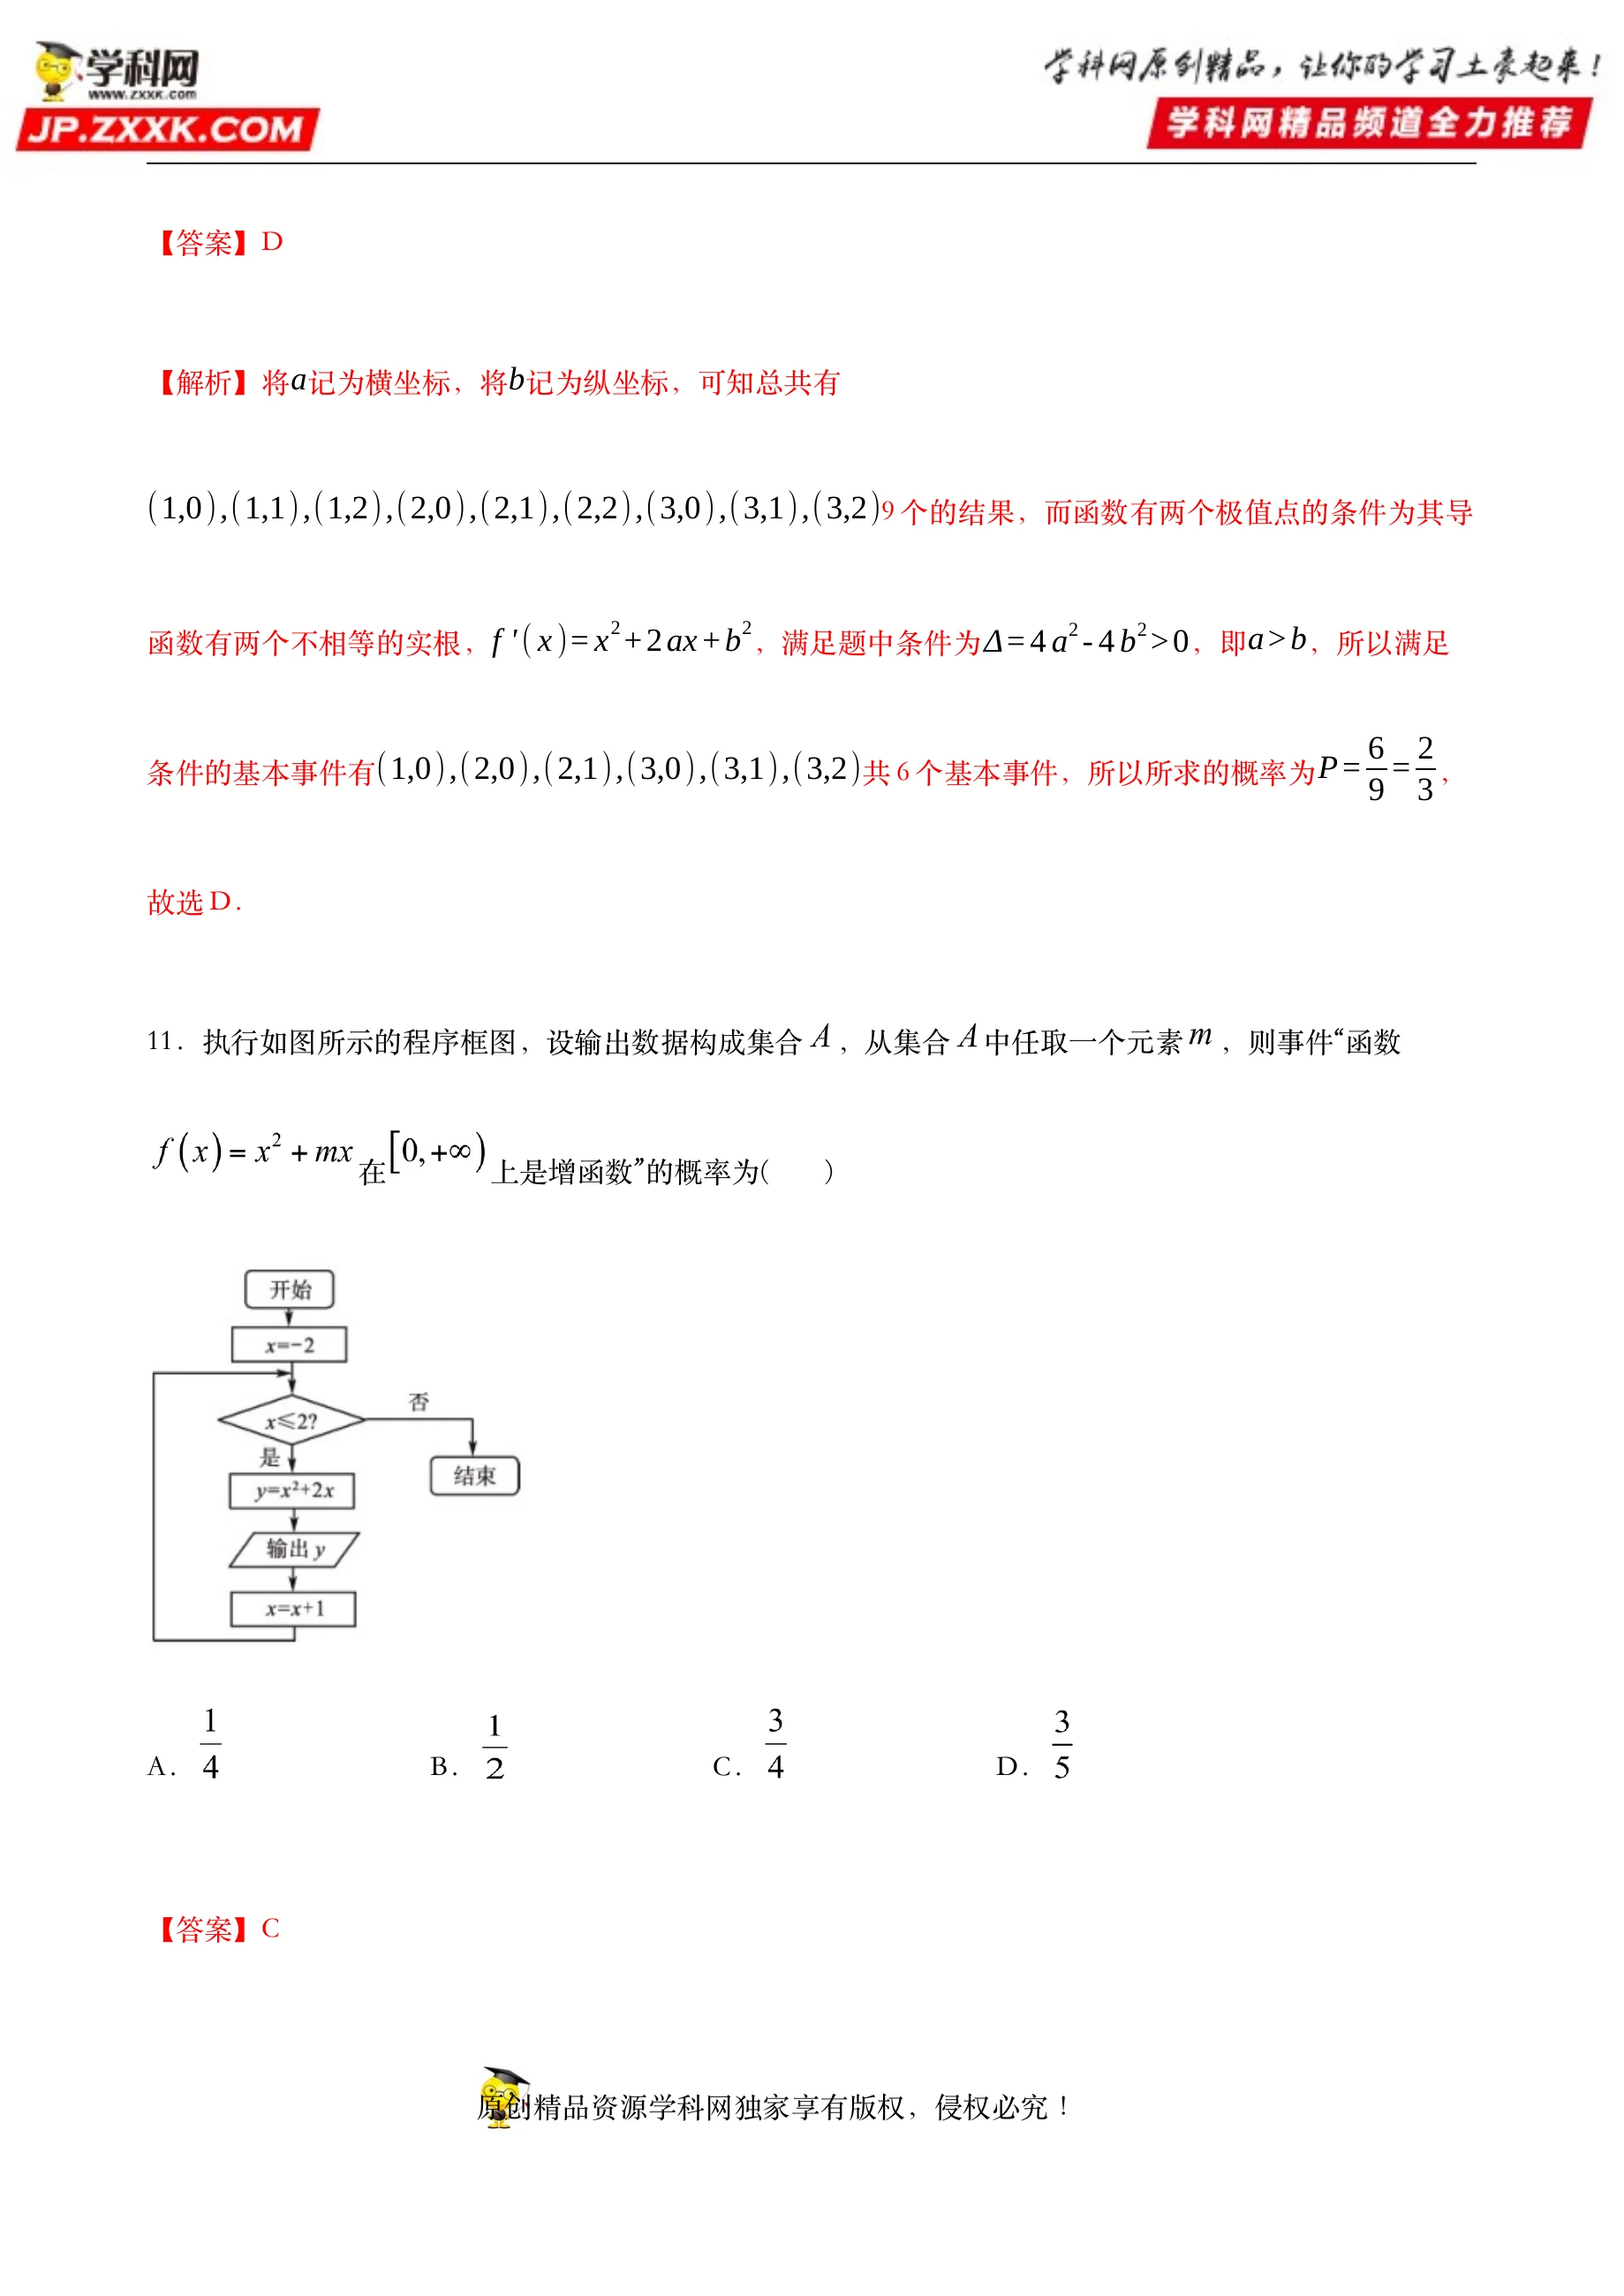 学科网
www.zxxk.com
JP.ZXXK.COM
学科网原创精品，让你的学习土豪起来！
学科网精品频道全力推荐
【答案】D
【解析】将a记为横坐标，将b记为纵坐标，可知总共有
(1,0),(1,1),(1,2),(2,0),(2,1),(2,2),(3,0),(3,1),(3,2)9个的结果，而函数有两个极值点的条件为其导
函数有两个不相等的实根，f'(x)=x²+2ax+b²，满足题中条件为Δ=4a²-4b²>0，即a>b，所以满足
条件的基本事件有(1,0),(2,0),(2,1),(3,0),(3,1),(3,2)共6个基本事件，所以所求的概率为P=6/9=2/3，
故选D.
11．执行如图所示的程序框图，设输出数据构成集合A，从集合A中任取一个元素m，则事件“函数
f(x)=x²+mx在[0,+∞)上是增函数”的概率为( )
开始
x=-2
x≤2?
否
是
结束
y=x²+2x
输出y
x=x+1
A. 1/4 B. 1/2 C. 3/4 D. 3/5
【答案】C
原创精品资源学科网独家享有版权，侵权必究！